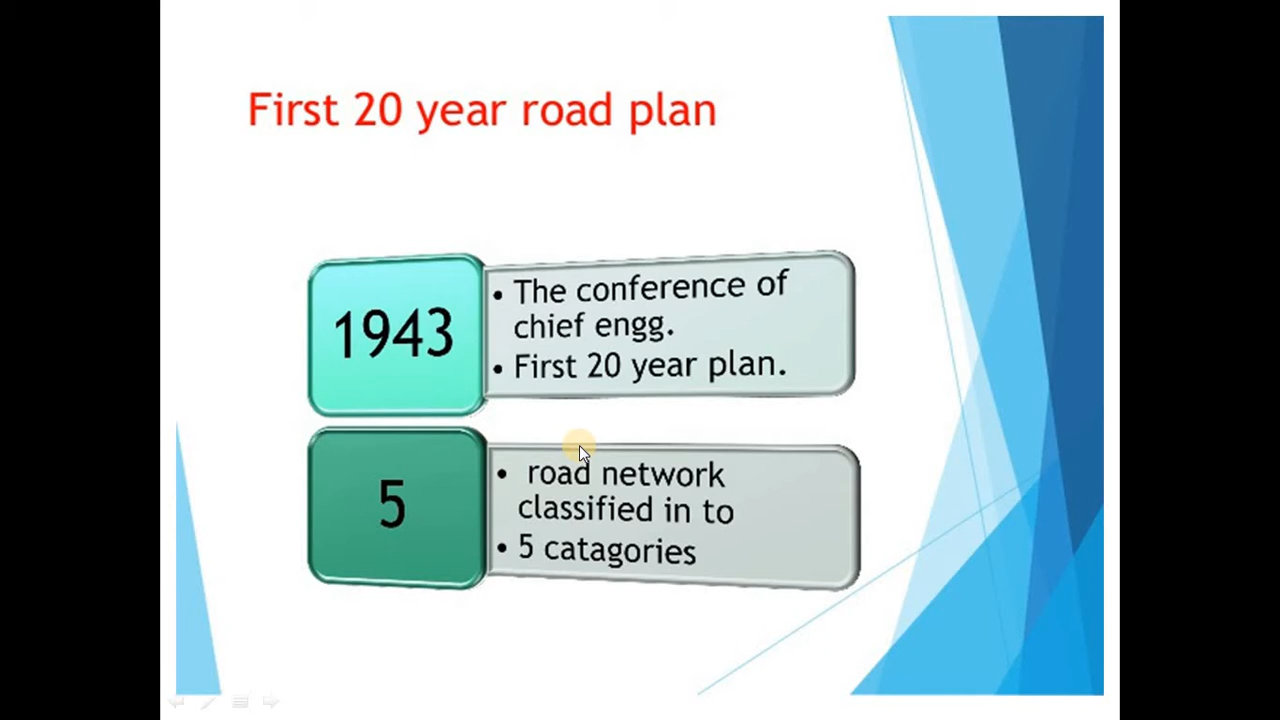 First 20 year road plan
1943
• The conference of
chief engg.
• First 20 year plan.
5
• road network
classified in to
• 5 catagories